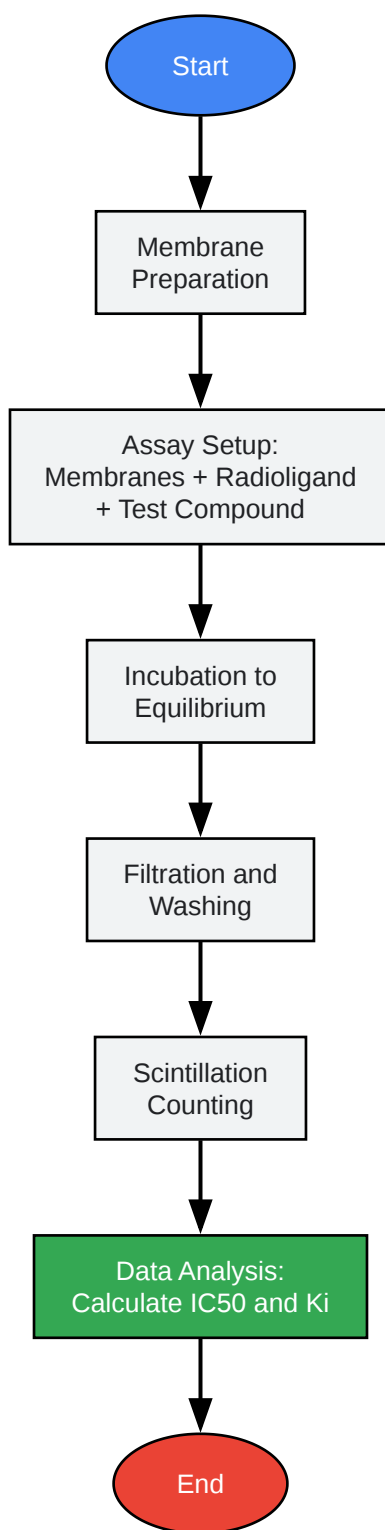 Start
Membrane
Preparation
Assay Setup:
Membranes + Radioligand
+ Test Compound
Incubation to
Equilibrium
Filtration and
Washing
Scintillation
Counting
Data Analysis:
Calculate IC50 and Ki
End